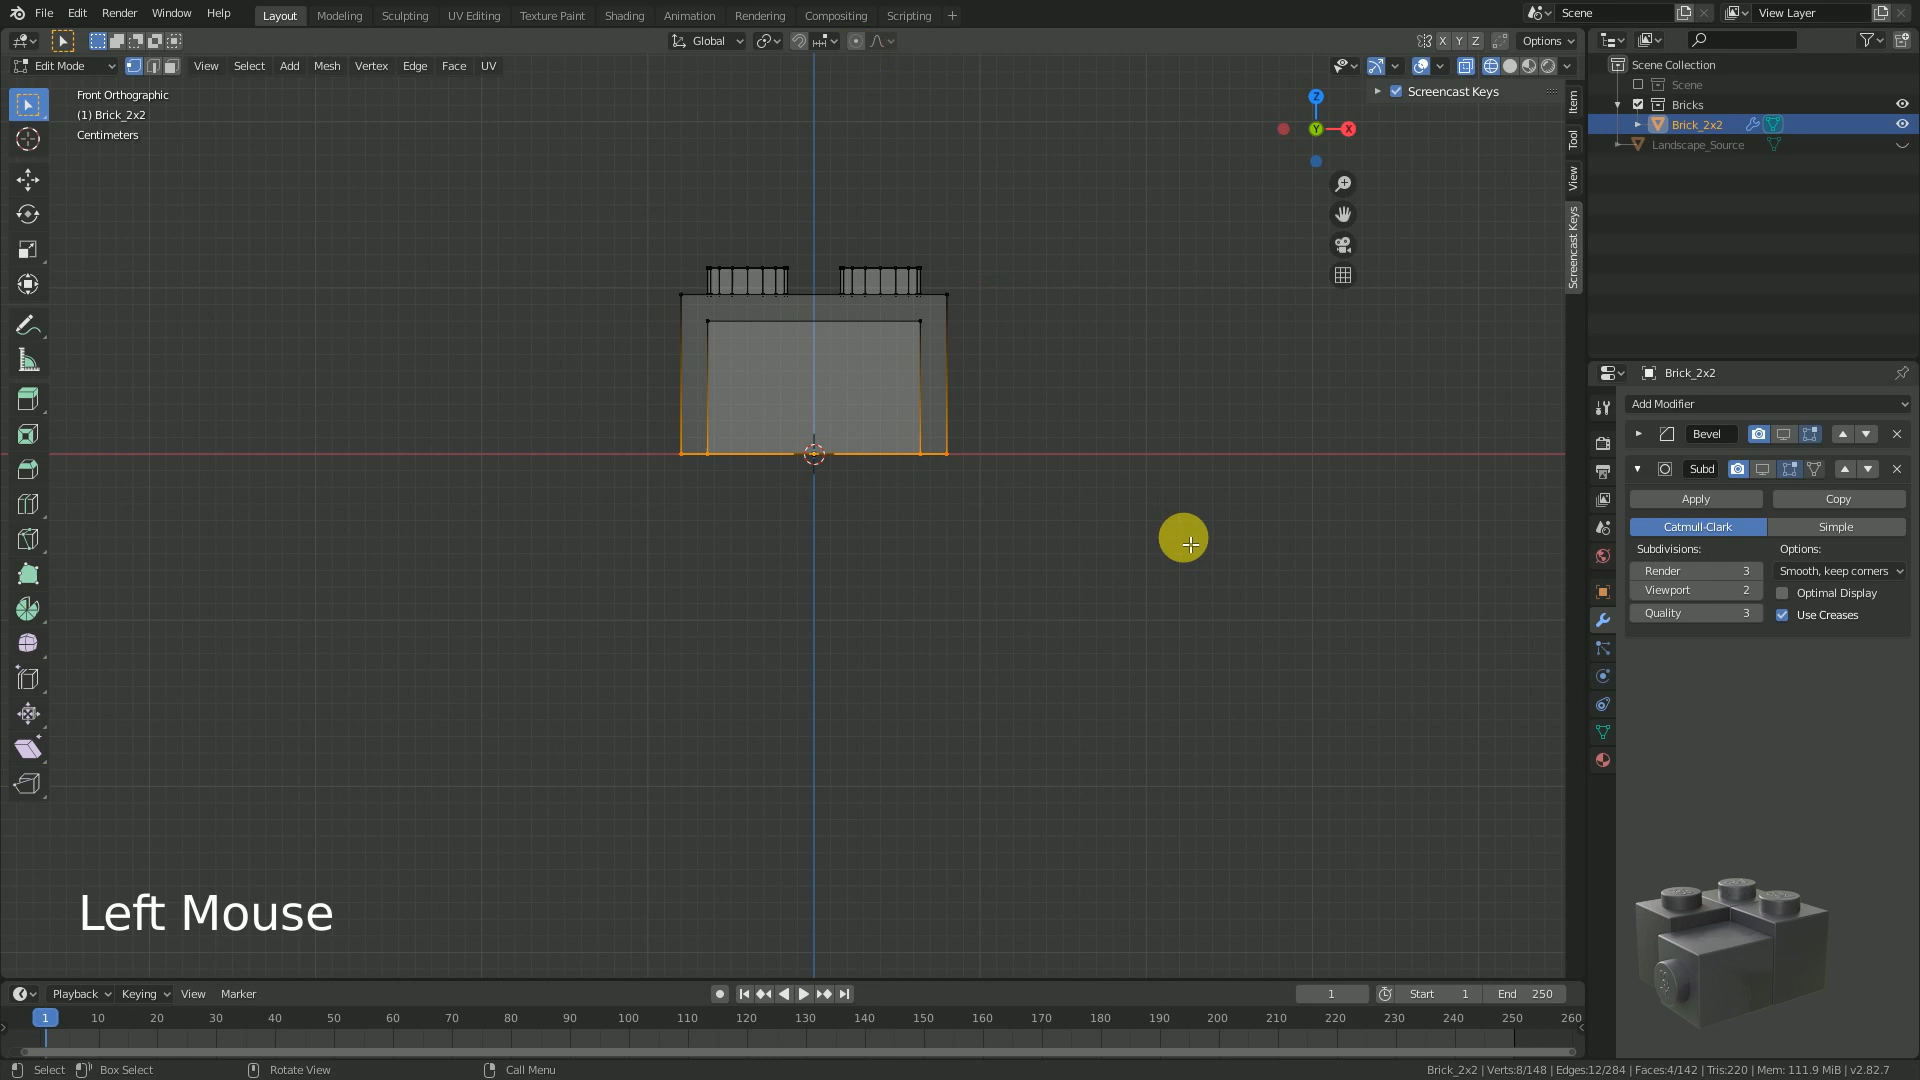 File Edit Render Window Help Layout Modeling Sculpting UV Editing Texture Paint Shading Animation Rendering Compositing Scripting + Scene View Layer
Global X Y Z Options
Edit Mode View Select Add Mesh Vertex Edge Face UV
Front Orthographic
(1) Brick_2x2
Centimeters
Screencast Keys
Z
Y
X
Item
Tool
View
Screencast Keys
Scene Collection
Scene
Bricks
Brick_2x2
Landscape_Source
Brick_2x2
Add Modifier
Bevel
Subd
Apply Copy
Catmull-Clark Simple
Subdivisions: Options:
Render 3 Smooth, keep corners
Viewport 2 Optimal Display
Quality 3 Use Creases
Left Mouse
Playback Keying View Marker 1 Start 1 End 250
1 10 20 30 40 50 60 70 80 90 100 110 120 130 140 150 160 170 180 190 200 210 220 230 240 250 260
Select Box Select Rotate View Call Menu Brick_2x2 | Verts:8/148 | Edges:12/284 | Faces:4/142 | Tris:220 | Mem: 111.9 MiB | v2.82.7